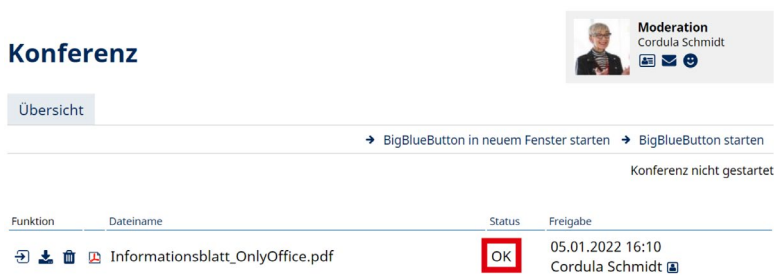 Moderation
Cordula Schmidt
Konferenz
Übersicht
BigBlueButton in neuem Fenster starten BigBlueButton starten
Konferenz nicht gestartet
Funktion Dateiname Status Freigabe
Informationsblatt_OnlyOffice.pdf OK 05.01.2022 16:10
Cordula Schmidt